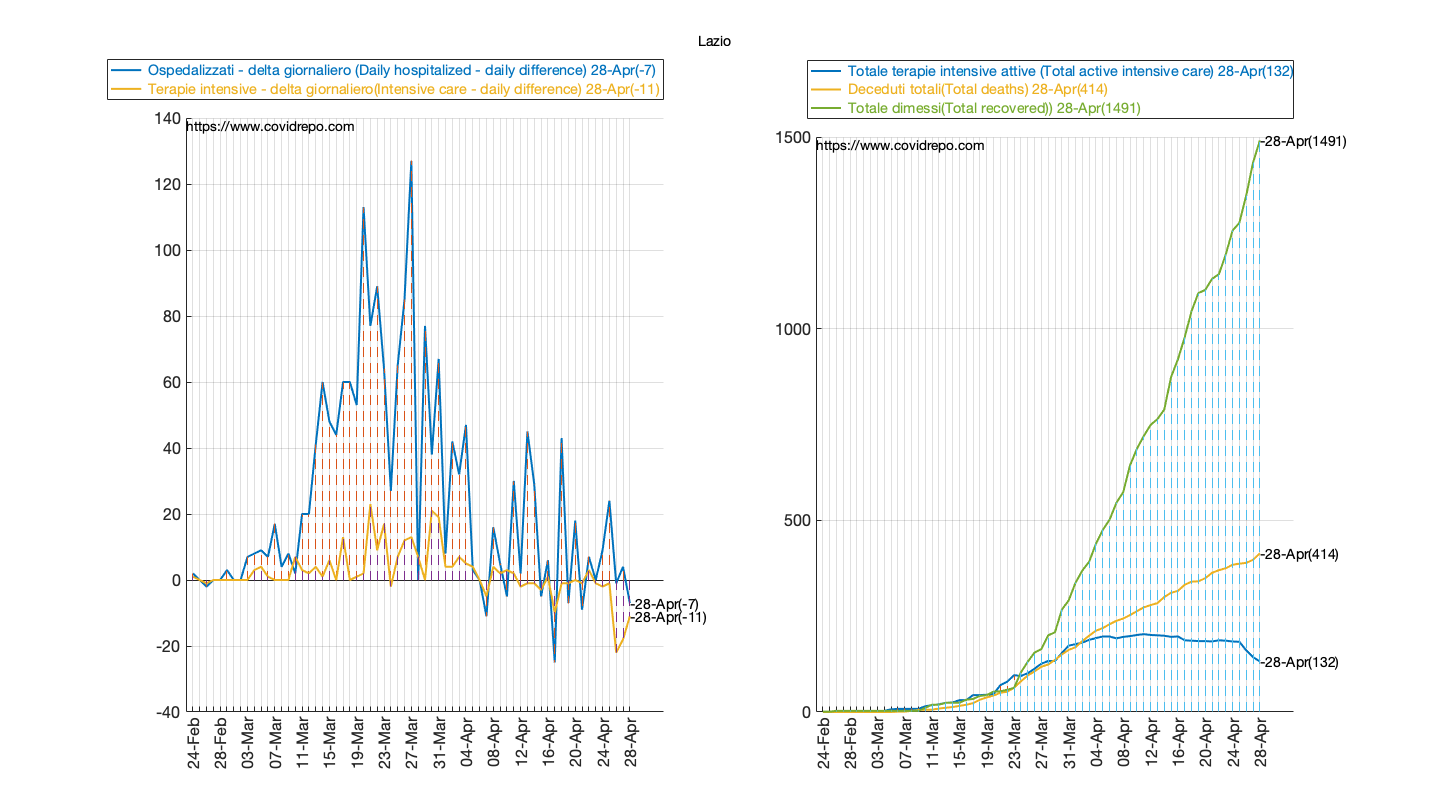 Lazio
Ospedalizzati - delta giornaliero (Daily hospitalized - daily difference) 28-Apr(-7)
Terapie intensive - delta giornaliero(Intensive care - daily difference) 28-Apr(-11)
https://www.covidrepo.com
140
120
100
80
60
40
20
0
-20
-40
-28-Apr(-7)
-28-Apr(-11)
24-Feb
28-Feb
03-Mar
07-Mar
11-Mar
15-Mar
19-Mar
23-Mar
27-Mar
31-Mar
04-Apr
08-Apr
12-Apr
16-Apr
20-Apr
24-Apr
28-Apr
Totale terapie intensive attive (Total active intensive care) 28-Apr(132)
Deceduti totali(Total deaths) 28-Apr(414)
Totale dimessi(Total recovered)) 28-Apr(1491)
https://www.covidrepo.com
1500
1000
500
0
-28-Apr(1491)
-28-Apr(414)
-28-Apr(132)
24-Feb
28-Feb
03-Mar
07-Mar
11-Mar
15-Mar
19-Mar
23-Mar
27-Mar
31-Mar
04-Apr
08-Apr
12-Apr
16-Apr
20-Apr
24-Apr
28-Apr